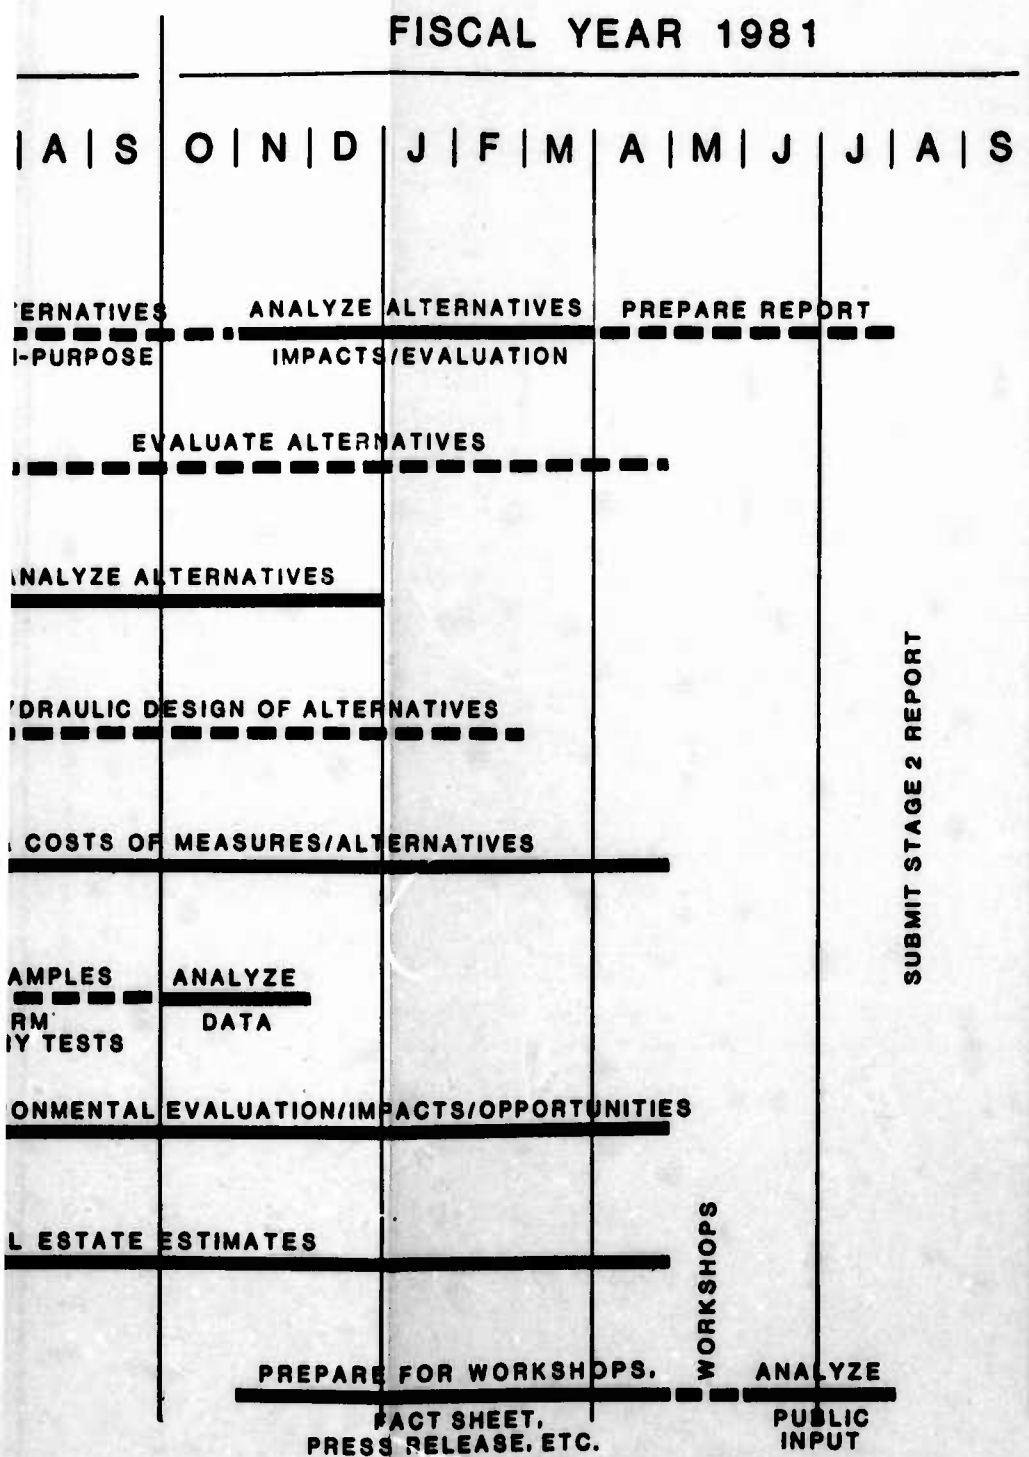 FISCAL YEAR 1981
| A | S | O | N | D | J | F | M | A | M | J | J | A | S
ERNATIVES ANALYZE ALTERNATIVES PREPARE REPORT
I-PURPOSE IMPACTS/EVALUATION
EVALUATE ALTERNATIVES
ANALYZE ALTERNATIVES
DRAULIC DESIGN OF ALTERNATIVES
COSTS OF MEASURES/ALTERNATIVES
SUBMIT STAGE 2 REPORT
AMPLES ANALYZE
RM DATA
RY TESTS
ONMENTAL EVALUATION/IMPACTS/OPPORTUNITIES
L ESTATE ESTIMATES
WORKSHOPS
PREPARE FOR WORKSHOPS, ANALYZE
FACT SHEET, PUBLIC
PRESS RELEASE, ETC. INPUT